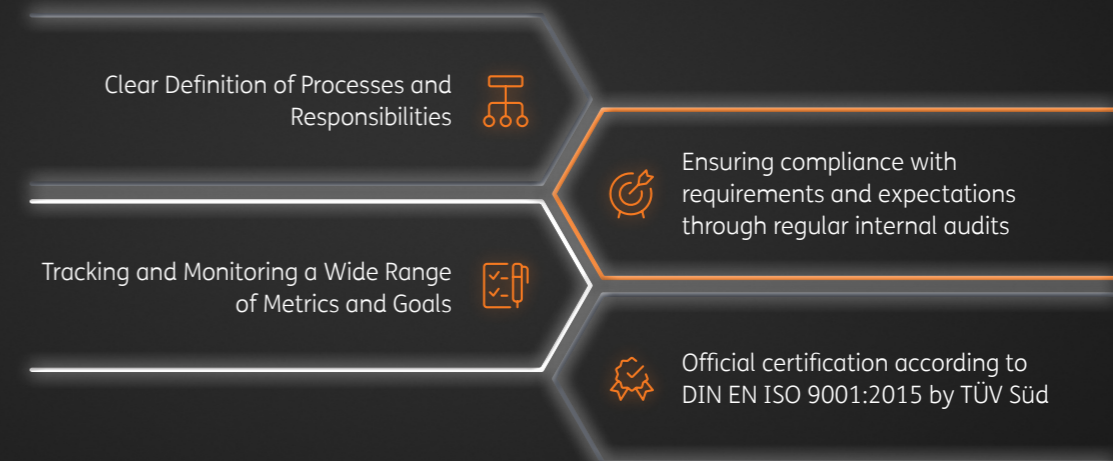 Clear Definition of Processes and
Responsibilities
Ensuring compliance with
requirements and expectations
through regular internal audits
Tracking and Monitoring a Wide Range
of Metrics and Goals
Official certification according to
DIN EN ISO 9001:2015 by TÜV Süd